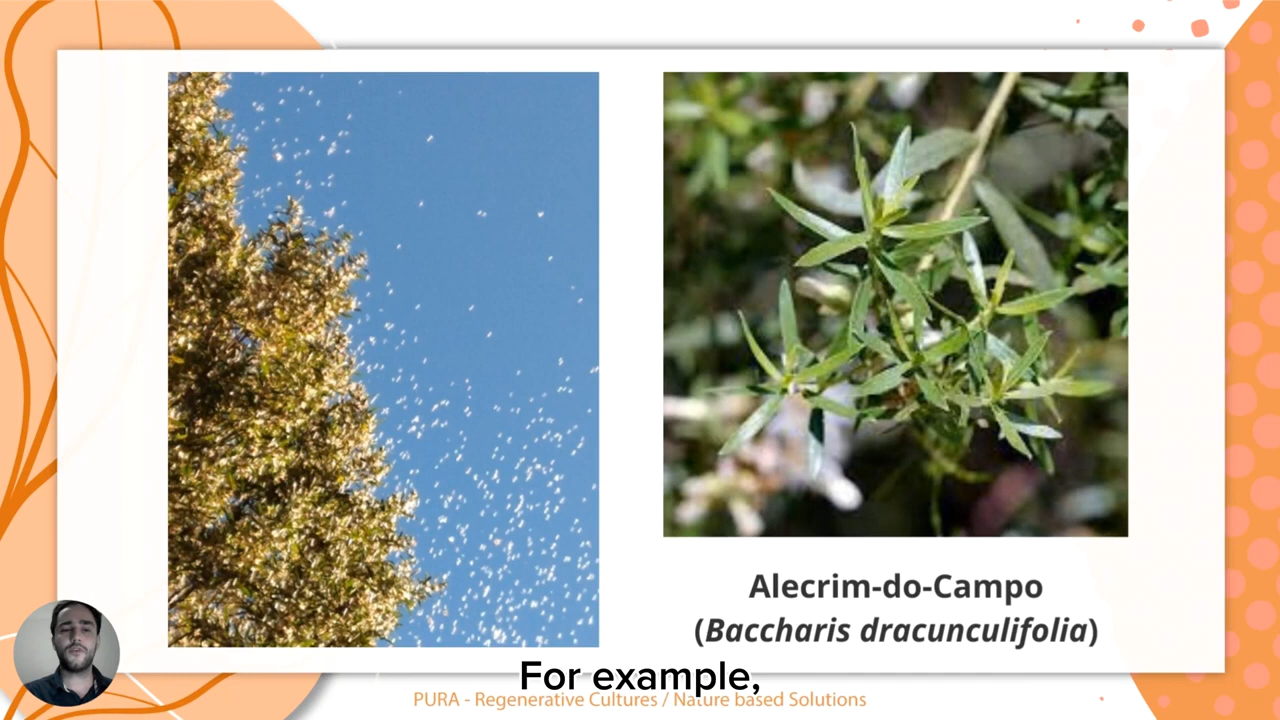 Alecrim-do-Campo
(Baccharis dracunculifolia)
For example,
PURA - Regenerative Cultures / Nature based Solutions